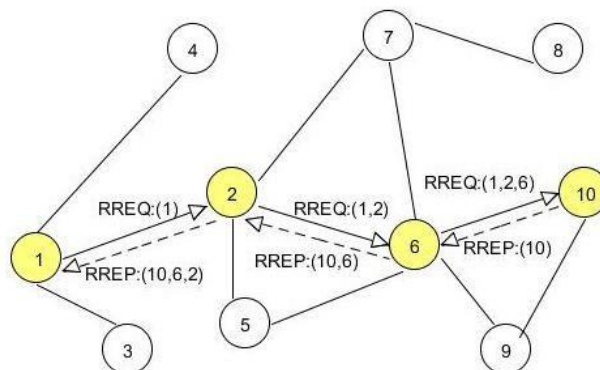 7
4
8
2
RREQ:(1,2,6)
10
RREQ:(1)
RREQ:(1,2)
6
1
RREP:(10,6,2)
RREP:(10,6)
RREP:(10)
5
3
9